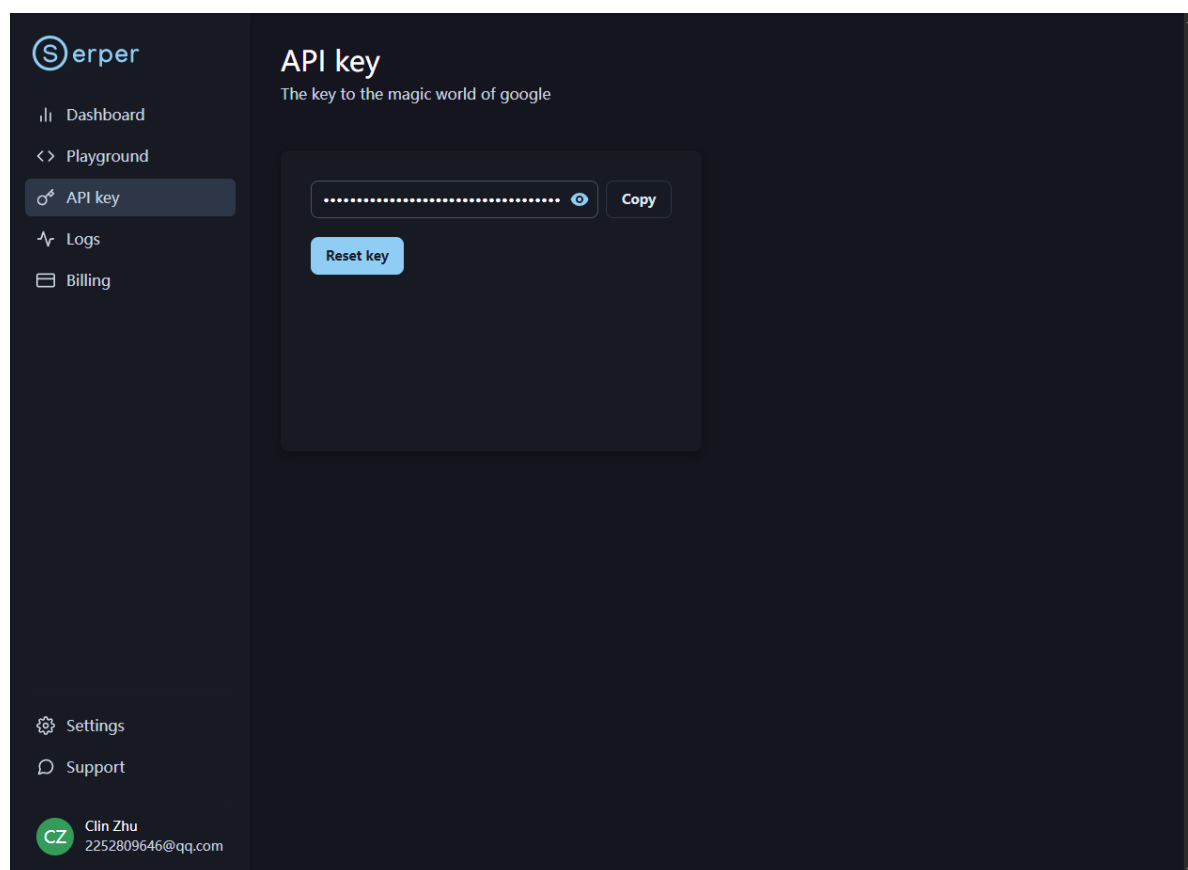 Serper
Dashboard
Playground
API key
Logs
Billing
Settings
Support
CZ
Clin Zhu
2252809646@qq.com
API key
The key to the magic world of google
••••••••••••••••••••••••••••••••••••
Copy
Reset key